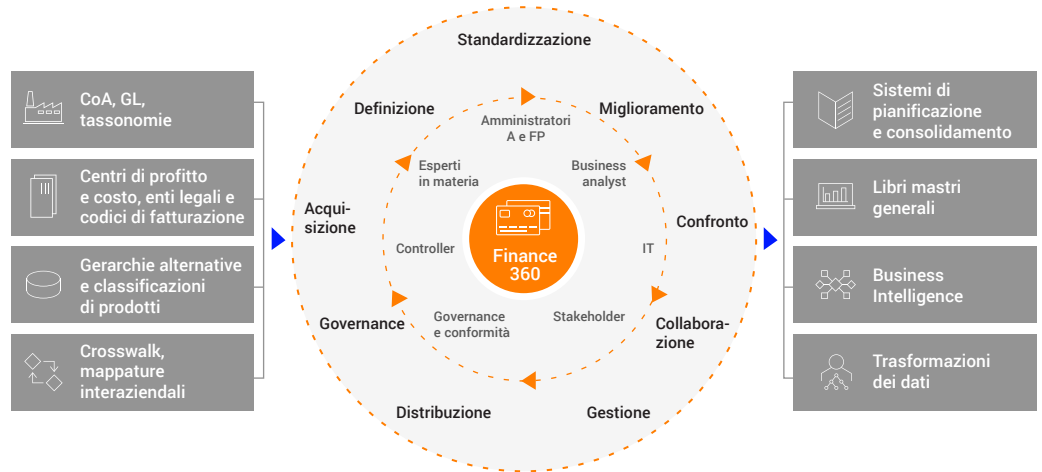 CoA, GL,
tassonomie
Centri di profitto
e costo, enti legali e
codici di fatturazione
Gerarchie alternative
e classificazioni
di prodotti
Crosswalk,
mappature
interaziendali
Standardizzazione
Definizione
Miglioramento
Acqui-
sizione
Confronto
Governance
Collabora-
zione
Distribuzione
Gestione
Amministratori
A e FP
Esperti
in materia
Business
analyst
Controller
IT
Governance
e conformità
Stakeholder
Finance
360
Sistemi di
pianificazione
e consolidamento
Libri mastri
generali
Business
Intelligence
Trasformazioni
dei dati